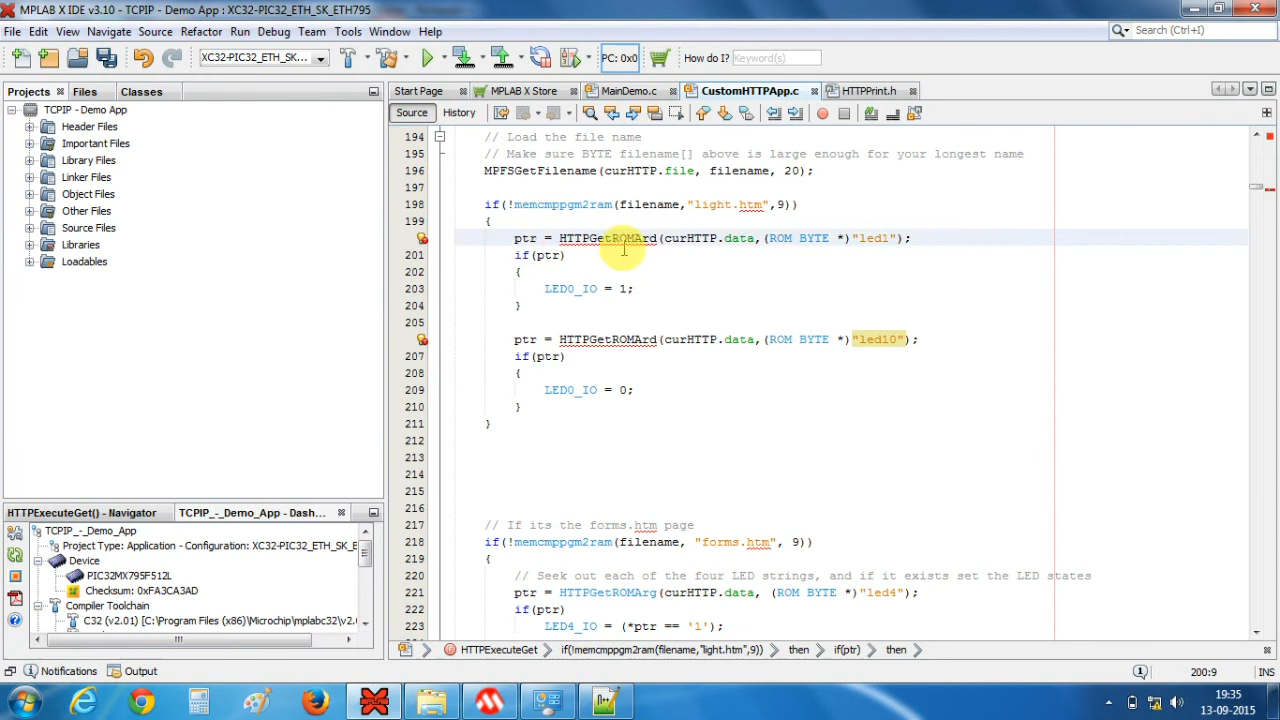 MPLAB X IDE v3.10 - TCPIP - Demo App : XC32-PIC32_ETH_SK_ETH795
File Edit View Navigate Source Refactor Run Debug Team Tools Window Help
Search (Ctrl+I)
XC32-PIC32_ETH_SK... PC: 0x0 How do I? Keyword(s)
Projects Files Classes
Start Page MPLAB X Store MainDemo.c CustomHTTPApp.c HTTPPrint.h
Source History
TCPIP - Demo App
Header Files
Important Files
Library Files
Linker Files
Object Files
Other Files
Source Files
Libraries
Loadables
194 // Load the file name
195 // Make sure BYTE filename[] above is large enough for your longest name
196 MPFSGetFilename(curHTTP.file, filename, 20);
197
198 if(!memcmppgm2ram(filename,"light.htm",9))
199 {
ptr = HTTPGetROMArd(curHTTP.data,(ROM BYTE *)"led1");
201 if(ptr)
202 {
203 LED0_IO = 1;
204 }
205
ptr = HTTPGetROMArd(curHTTP.data,(ROM BYTE *)"led10");
207 if(ptr)
208 {
209 LED0_IO = 0;
210 }
211 }
212
213
214
215
216
217 // If its the forms.htm page
218 if(!memcmppgm2ram(filename, "forms.htm", 9))
219 {
220 // Seek out each of the four LED strings, and if it exists set the LED states
221 ptr = HTTPGetROMArg(curHTTP.data, (ROM BYTE *)"led4");
222 if(ptr)
223 LED4_IO = (*ptr == '1');
HTTPExecuteGet() - Navigator TCPIP_-_Demo_App - Dash...
TCPIP_-_Demo_App
Project Type: Application - Configuration: XC32-PIC32_ETH_SK_E
Device
PIC32MX795F512L
Checksum: 0xFA3CA3AD
Compiler Toolchain
C32 (v2.01) [C:\Program Files (x86)\Microchip\mplabc32\v2.
HTTPExecuteGet if(!memcmppgm2ram(filename,"light.htm",9)) then if(ptr) then
Notifications Output 200:9 INS
19:35
13-09-2015